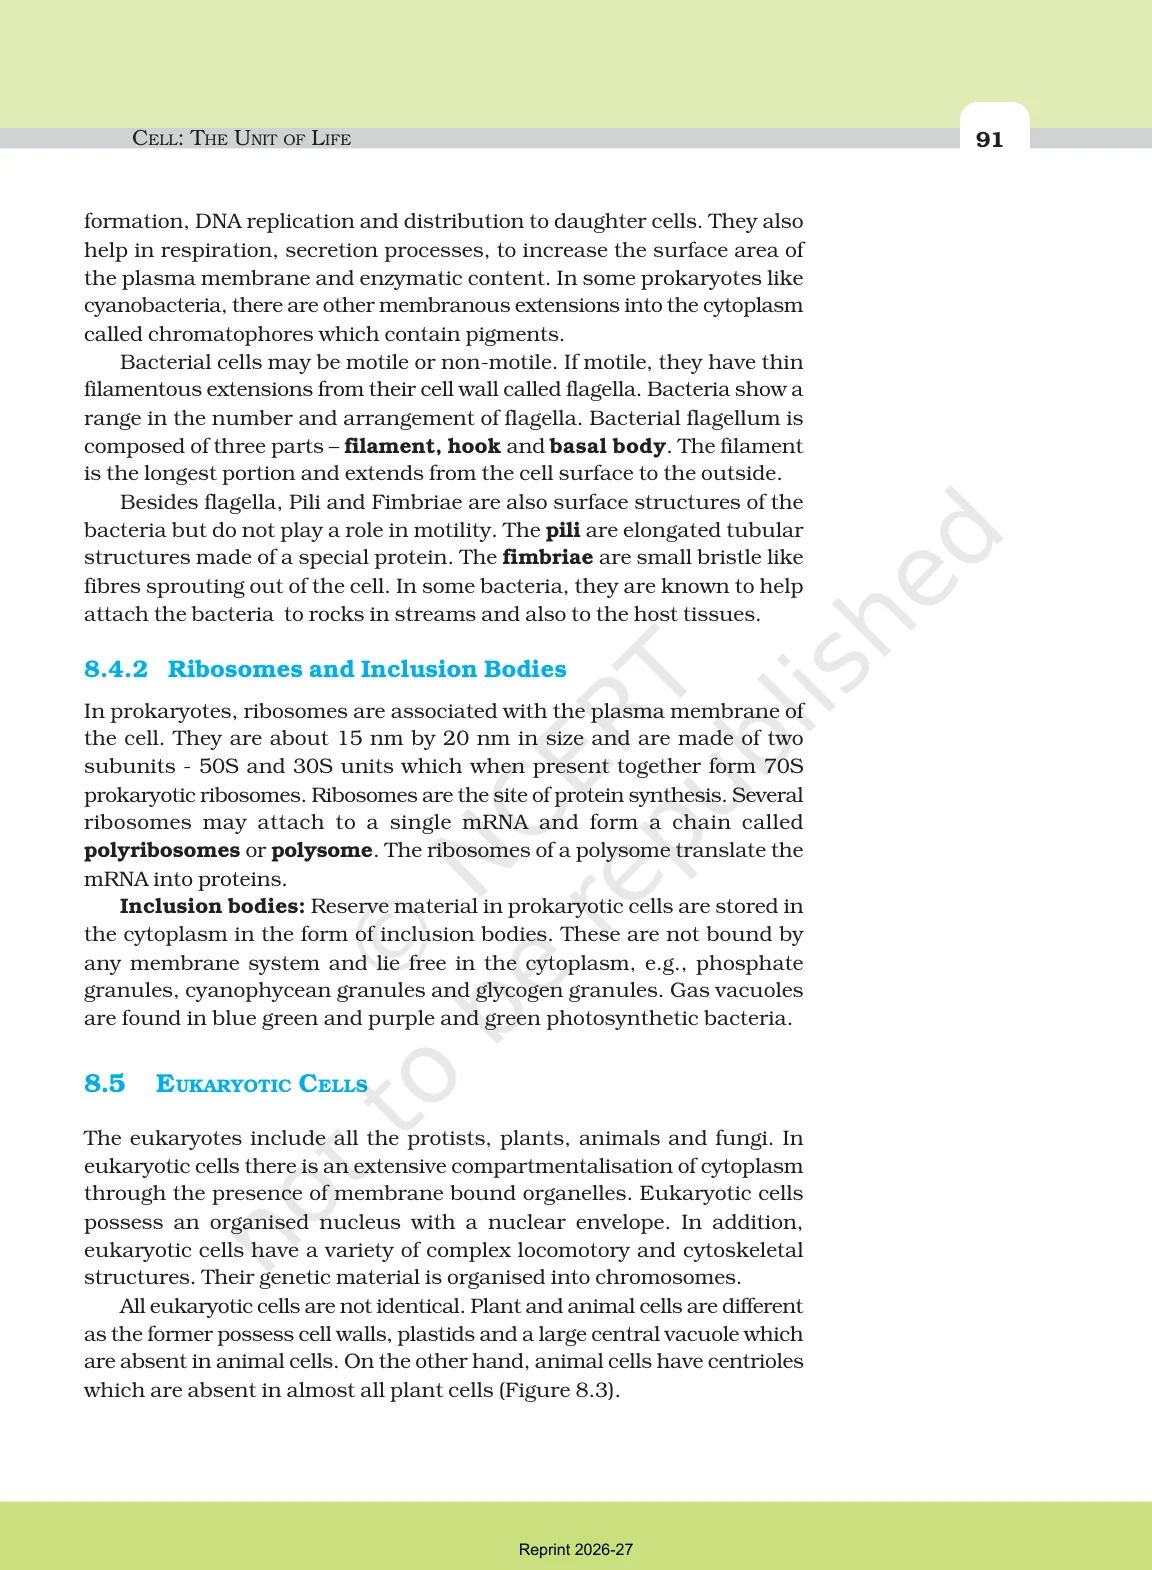 CELL: THE UNIT OF LIFE
91
formation, DNA replication and distribution to daughter cells. They also
help in respiration, secretion processes, to increase the surface area of
the plasma membrane and enzymatic content. In some prokaryotes like
cyanobacteria, there are other membranous extensions into the cytoplasm
called chromatophores which contain pigments.
Bacterial cells may be motile or non-motile. If motile, they have thin
filamentous extensions from their cell wall called flagella. Bacteria show a
range in the number and arrangement of flagella. Bacterial flagellum is
composed of three parts – filament, hook and basal body. The filament
is the longest portion and extends from the cell surface to the outside.
Besides flagella, Pili and Fimbriae are also surface structures of the
bacteria but do not play a role in motility. The pili are elongated tubular
structures made of a special protein. The fimbriae are small bristle like
fibres sprouting out of the cell. In some bacteria, they are known to help
attach the bacteria to rocks in streams and also to the host tissues.
8.4.2 Ribosomes and Inclusion Bodies
In prokaryotes, ribosomes are associated with the plasma membrane of
the cell. They are about 15 nm by 20 nm in size and are made of two
subunits - 50S and 30S units which when present together form 70S
prokaryotic ribosomes. Ribosomes are the site of protein synthesis. Several
ribosomes may attach to a single mRNA and form a chain called
polyribosomes or polysome. The ribosomes of a polysome translate the
mRNA into proteins.
Inclusion bodies: Reserve material in prokaryotic cells are stored in
the cytoplasm in the form of inclusion bodies. These are not bound by
any membrane system and lie free in the cytoplasm, e.g., phosphate
granules, cyanophycean granules and glycogen granules. Gas vacuoles
are found in blue green and purple and green photosynthetic bacteria.
8.5 EUKARYOTIC CELLS
The eukaryotes include all the protists, plants, animals and fungi. In
eukaryotic cells there is an extensive compartmentalisation of cytoplasm
through the presence of membrane bound organelles. Eukaryotic cells
possess an organised nucleus with a nuclear envelope. In addition,
eukaryotic cells have a variety of complex locomotory and cytoskeletal
structures. Their genetic material is organised into chromosomes.
All eukaryotic cells are not identical. Plant and animal cells are different
as the former possess cell walls, plastids and a large central vacuole which
are absent in animal cells. On the other hand, animal cells have centrioles
which are absent in almost all plant cells (Figure 8.3).
© NCERT
not to be republished
Reprint 2026-27